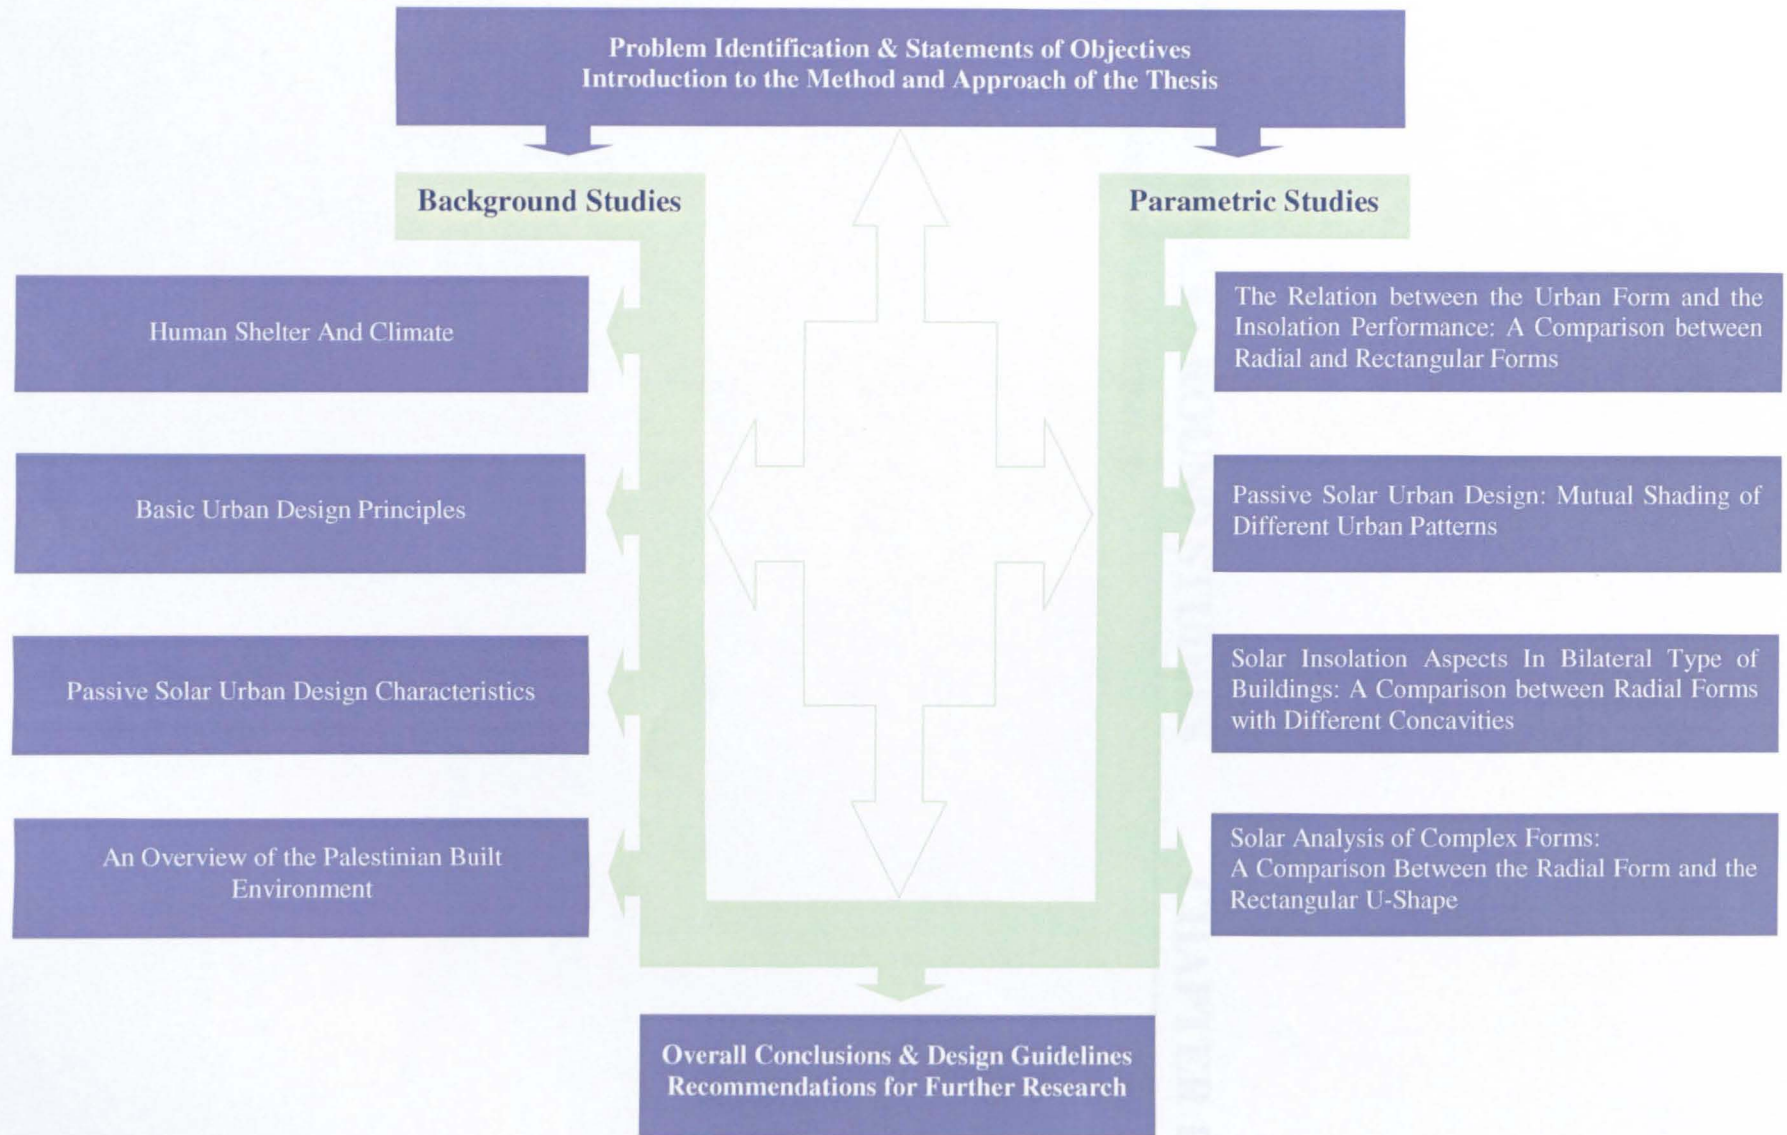 Problem Identification & Statements of Objectives
Introduction to the Method and Approach of the Thesis
Background Studies
Parametric Studies
Human Shelter And Climate
Basic Urban Design Principles
Passive Solar Urban Design Characteristics
An Overview of the Palestinian Built
Environment
The Relation between the Urban Form and the
Insolation Performance: A Comparison between
Radial and Rectangular Forms
Passive Solar Urban Design: Mutual Shading of
Different Urban Patterns
Solar Insolation Aspects In Bilateral Type of
Buildings: A Comparison between Radial Forms
with Different Concavities
Solar Analysis of Complex Forms:
A Comparison Between the Radial Form and the
Rectangular U-Shape
Overall Conclusions & Design Guidelines
Recommendations for Further Research